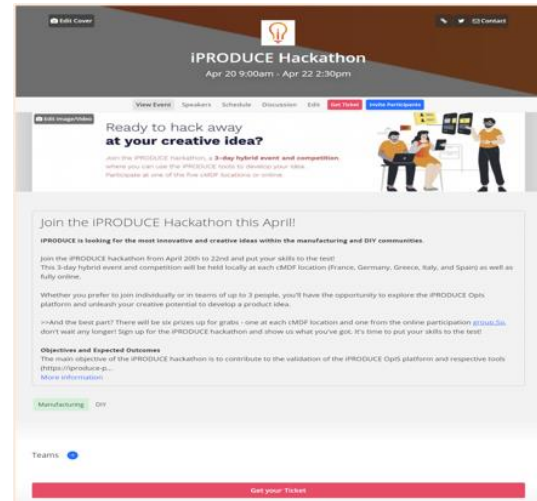 Edit Cover
Contact
iPRODUCE Hackathon
Apr 20 9:00am - Apr 22 2:30pm
View Event Speakers Schedule Discussion Edit Get Ticket Invite Participants
Edit Image/Video
Ready to hack away
at your creative idea?
Join the iPRODUCE hackathon, a 3-day hybrid event and competition
where you can use the iPRODUCE tools to develop your idea.
Participate at one of the five cMDF locations or online.
Join the iPRODUCE Hackathon this April!
iPRODUCE is looking for the most innovative and creative ideas within the manufacturing and DIY communities.
Join the iPRODUCE hackathon from April 20th to 22nd and put your skills to the test!
This 3-day hybrid event and competition will be held locally at each cMDF location (France, Germany, Greece, Italy, and Spain) as well as
fully online.
Whether you prefer to join individually or in teams of up to 3 people, you'll have the opportunity to explore the iPRODUCE OpIs
platform and unleash your creative potential to develop a product idea.
>>And the best part? There will be six prizes up for grabs - one at each cMDF location and one from the online participation group.So,
don't wait any longer! Sign up for the iPRODUCE hackathon and show us what you've got. It's time to put your skills to the test!
Objectives and Expected Outcomes
The main objective of the iPRODUCE hackathon is to contribute to the validation of the iPRODUCE OpIS platform and respective tools
(https://iproduce-p...
More information
Manufacturing DIY
Teams
Get your Ticket